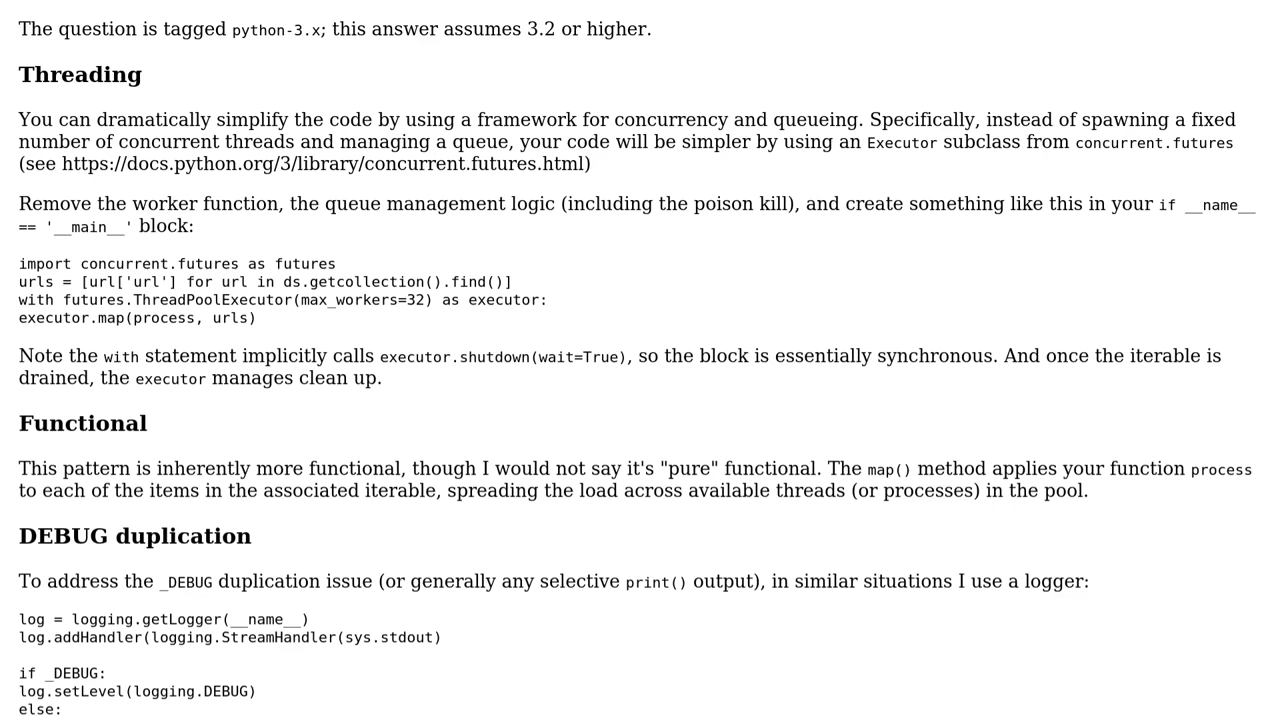 The question is tagged python-3.x; this answer assumes 3.2 or higher.
Threading
You can dramatically simplify the code by using a framework for concurrency and queueing. Specifically, instead of spawning a fixed
number of concurrent threads and managing a queue, your code will be simpler by using an Executor subclass from concurrent.futures
(see https://docs.python.org/3/library/concurrent.futures.html)
Remove the worker function, the queue management logic (including the poison kill), and create something like this in your if __name__
== '__main__' block:
import concurrent.futures as futures
urls = [url['url'] for url in ds.getcollection().find()]
with futures.ThreadPoolExecutor(max_workers=32) as executor:
executor.map(process, urls)
Note the with statement implicitly calls executor.shutdown(wait=True), so the block is essentially synchronous. And once the iterable is
drained, the executor manages clean up.
Functional
This pattern is inherently more functional, though I would not say it's "pure" functional. The map() method applies your function process
to each of the items in the associated iterable, spreading the load across available threads (or processes) in the pool.
DEBUG duplication
To address the _DEBUG duplication issue (or generally any selective print() output), in similar situations I use a logger:
log = logging.getLogger(__name__)
log.addHandler(logging.StreamHandler(sys.stdout)
if _DEBUG:
log.setLevel(logging.DEBUG)
else: